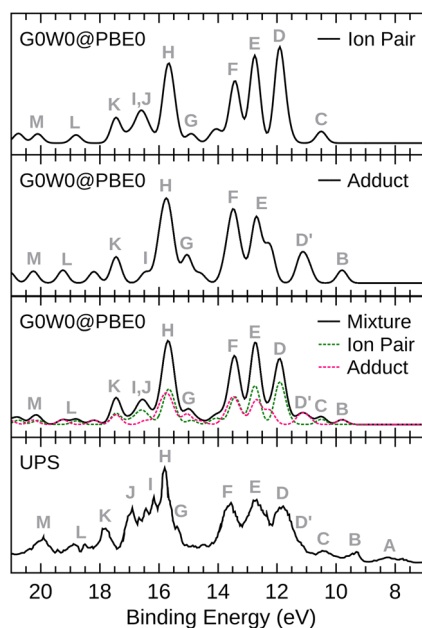 G0W0@PBE0
Ion Pair
M L K I,J H G F E D C
G0W0@PBE0
Adduct
M L K I H G F E D' B
G0W0@PBE0
Mixture
Ion Pair
Adduct
M L K I,J H G F E D D' C B
UPS
M L K J I H G F E D D' C B A
20 18 16 14 12 10 8
Binding Energy (eV)